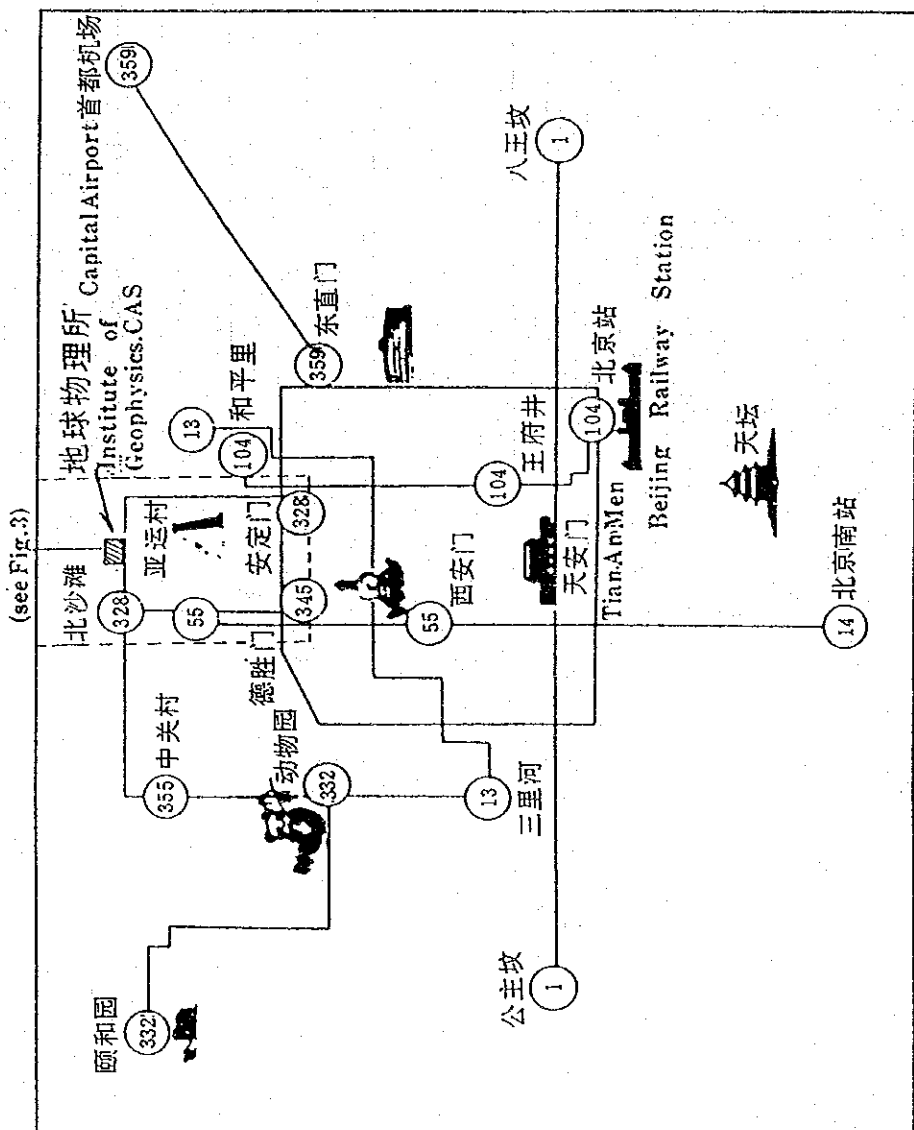 (see Fig.3)
地球物理所
Institute of
Geophysics.CAS
Capital Airport 首都机场
359
北沙滩
328
亚运村
55
中关村
355
德胜门
345
安定门
328
13
和平里
104
359
东直门
颐和园
332
动物园
332
西安门
55
13
三里河
104
王府井
公主坟
1
天安门
TianAnMen
八王坟
1
104
北京站
Beijing Railway Station
天坛
14
北京南站